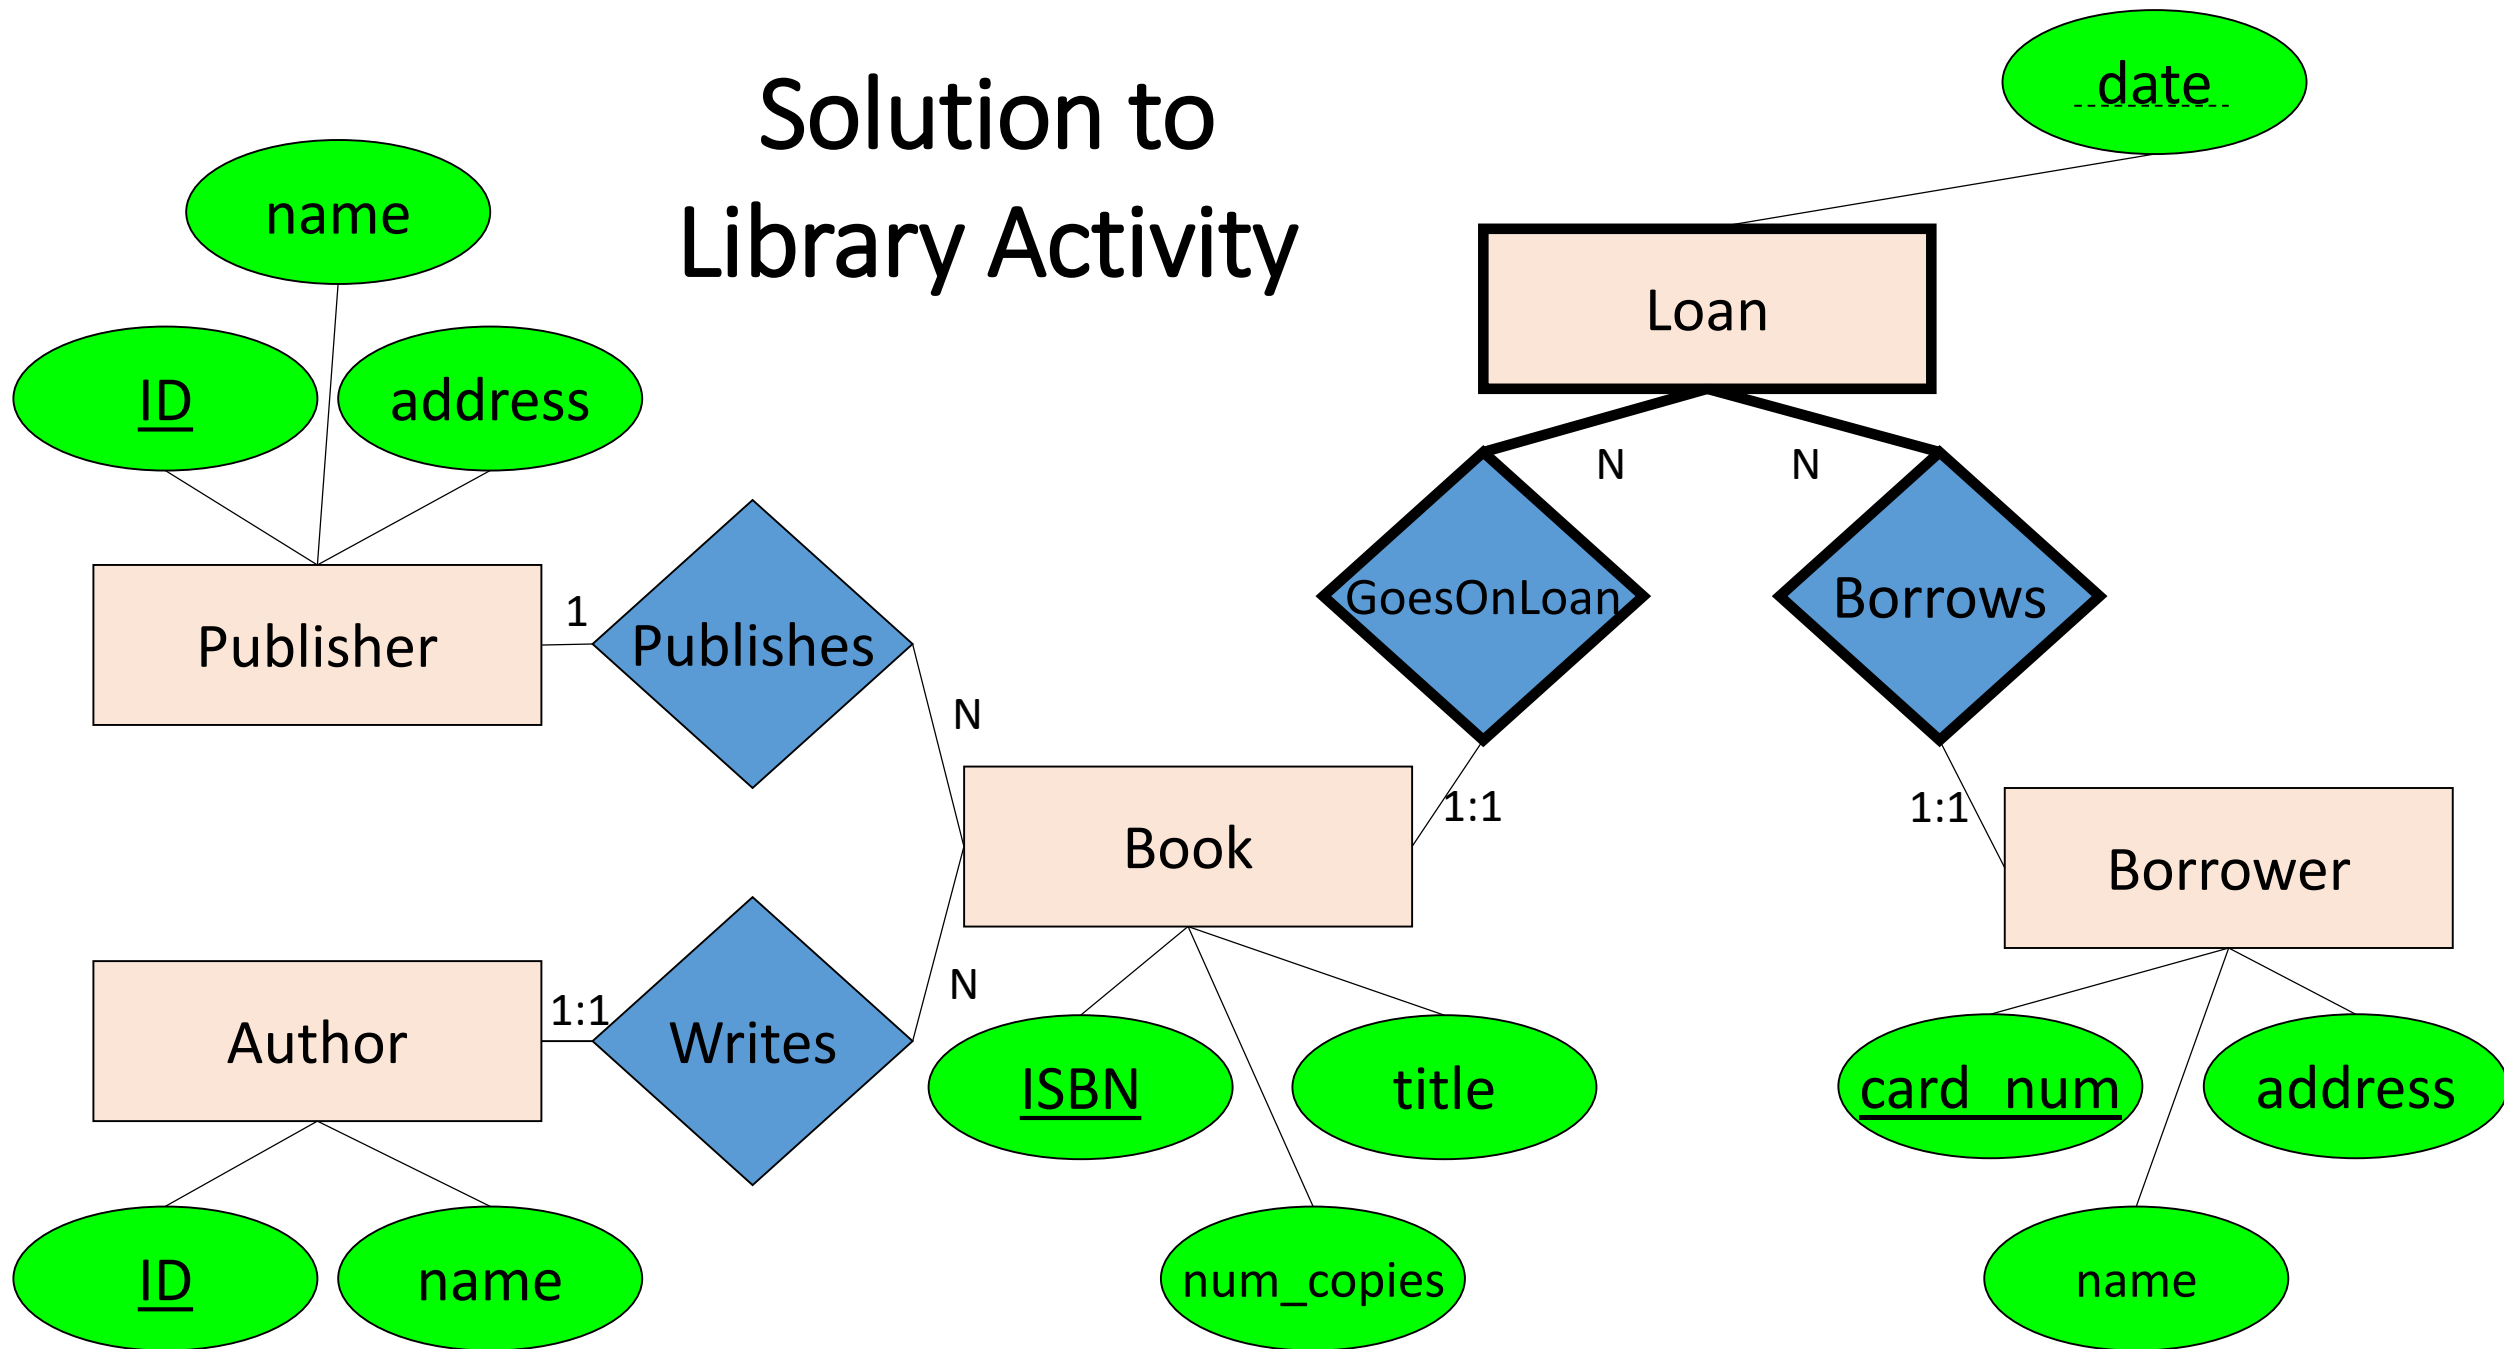 Solution to
Library Activity
date
name
Loan
ID
address
N
N
1
GoesOnLoan
Borrows
Publisher
Publishes
N
1:1
1:1
Book
Borrower
N
1:1
Author
Writes
ISBN
title
card_num
address
ID
name
num_copies
name